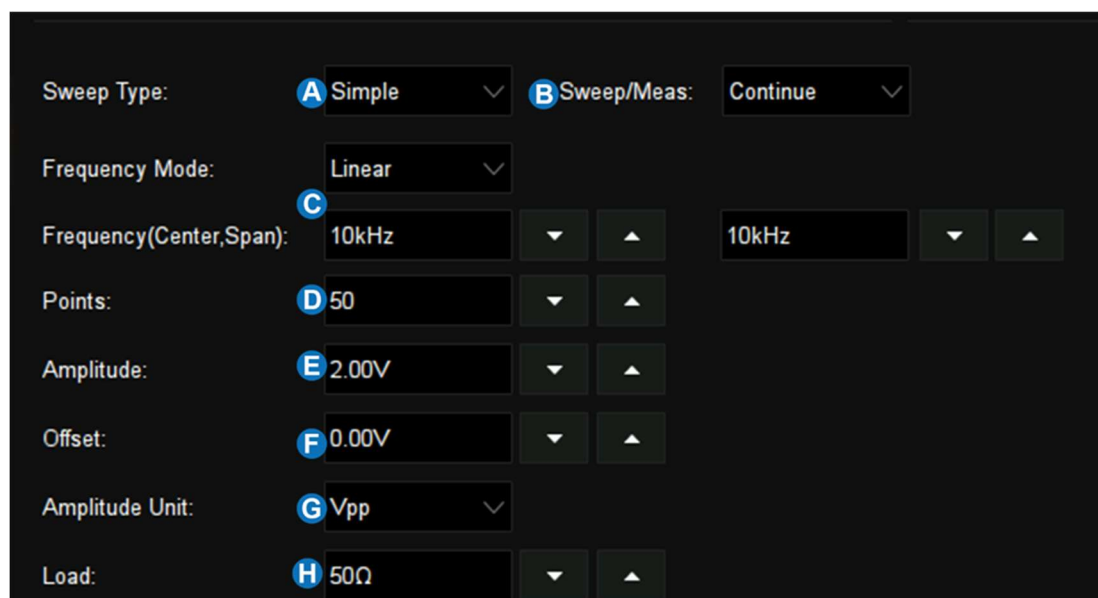 Sweep Type: A Simple B Sweep/Meas: Continue
Frequency Mode: Linear
C
Frequency(Center,Span): 10kHz 10kHz
Points: D 50
Amplitude: E 2.00V
Offset: F 0.00V
Amplitude Unit: G Vpp
Load: H 50Ω